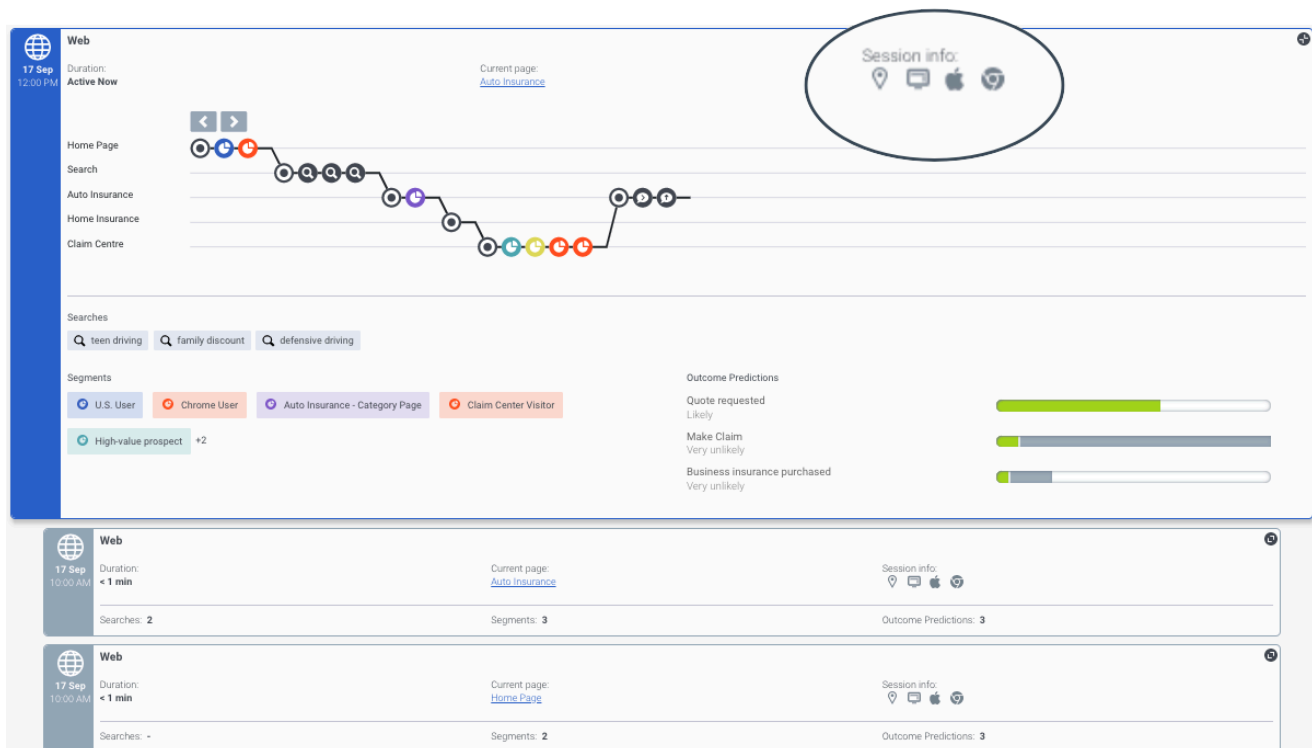 Web
17 Sep
12:00 PM
Duration:
Active Now
Current page:
Auto Insurance
Session info:
Home Page
Search
Auto Insurance
Home Insurance
Claim Centre
Searches
teen driving
family discount
defensive driving
Segments
U.S. User
Chrome User
Auto Insurance - Category Page
Claim Center Visitor
High-value prospect
+2
Outcome Predictions
Quote requested
Likely
Make Claim
Very unlikely
Business insurance purchased
Very unlikely
Web
17 Sep
10:00 AM
Duration:
< 1 min
Current page:
Auto Insurance
Session info:
Searches: 2
Segments: 3
Outcome Predictions: 3
Web
17 Sep
10:00 AM
Duration:
< 1 min
Current page:
Home Page
Session info:
Searches: -
Segments: 2
Outcome Predictions: 3